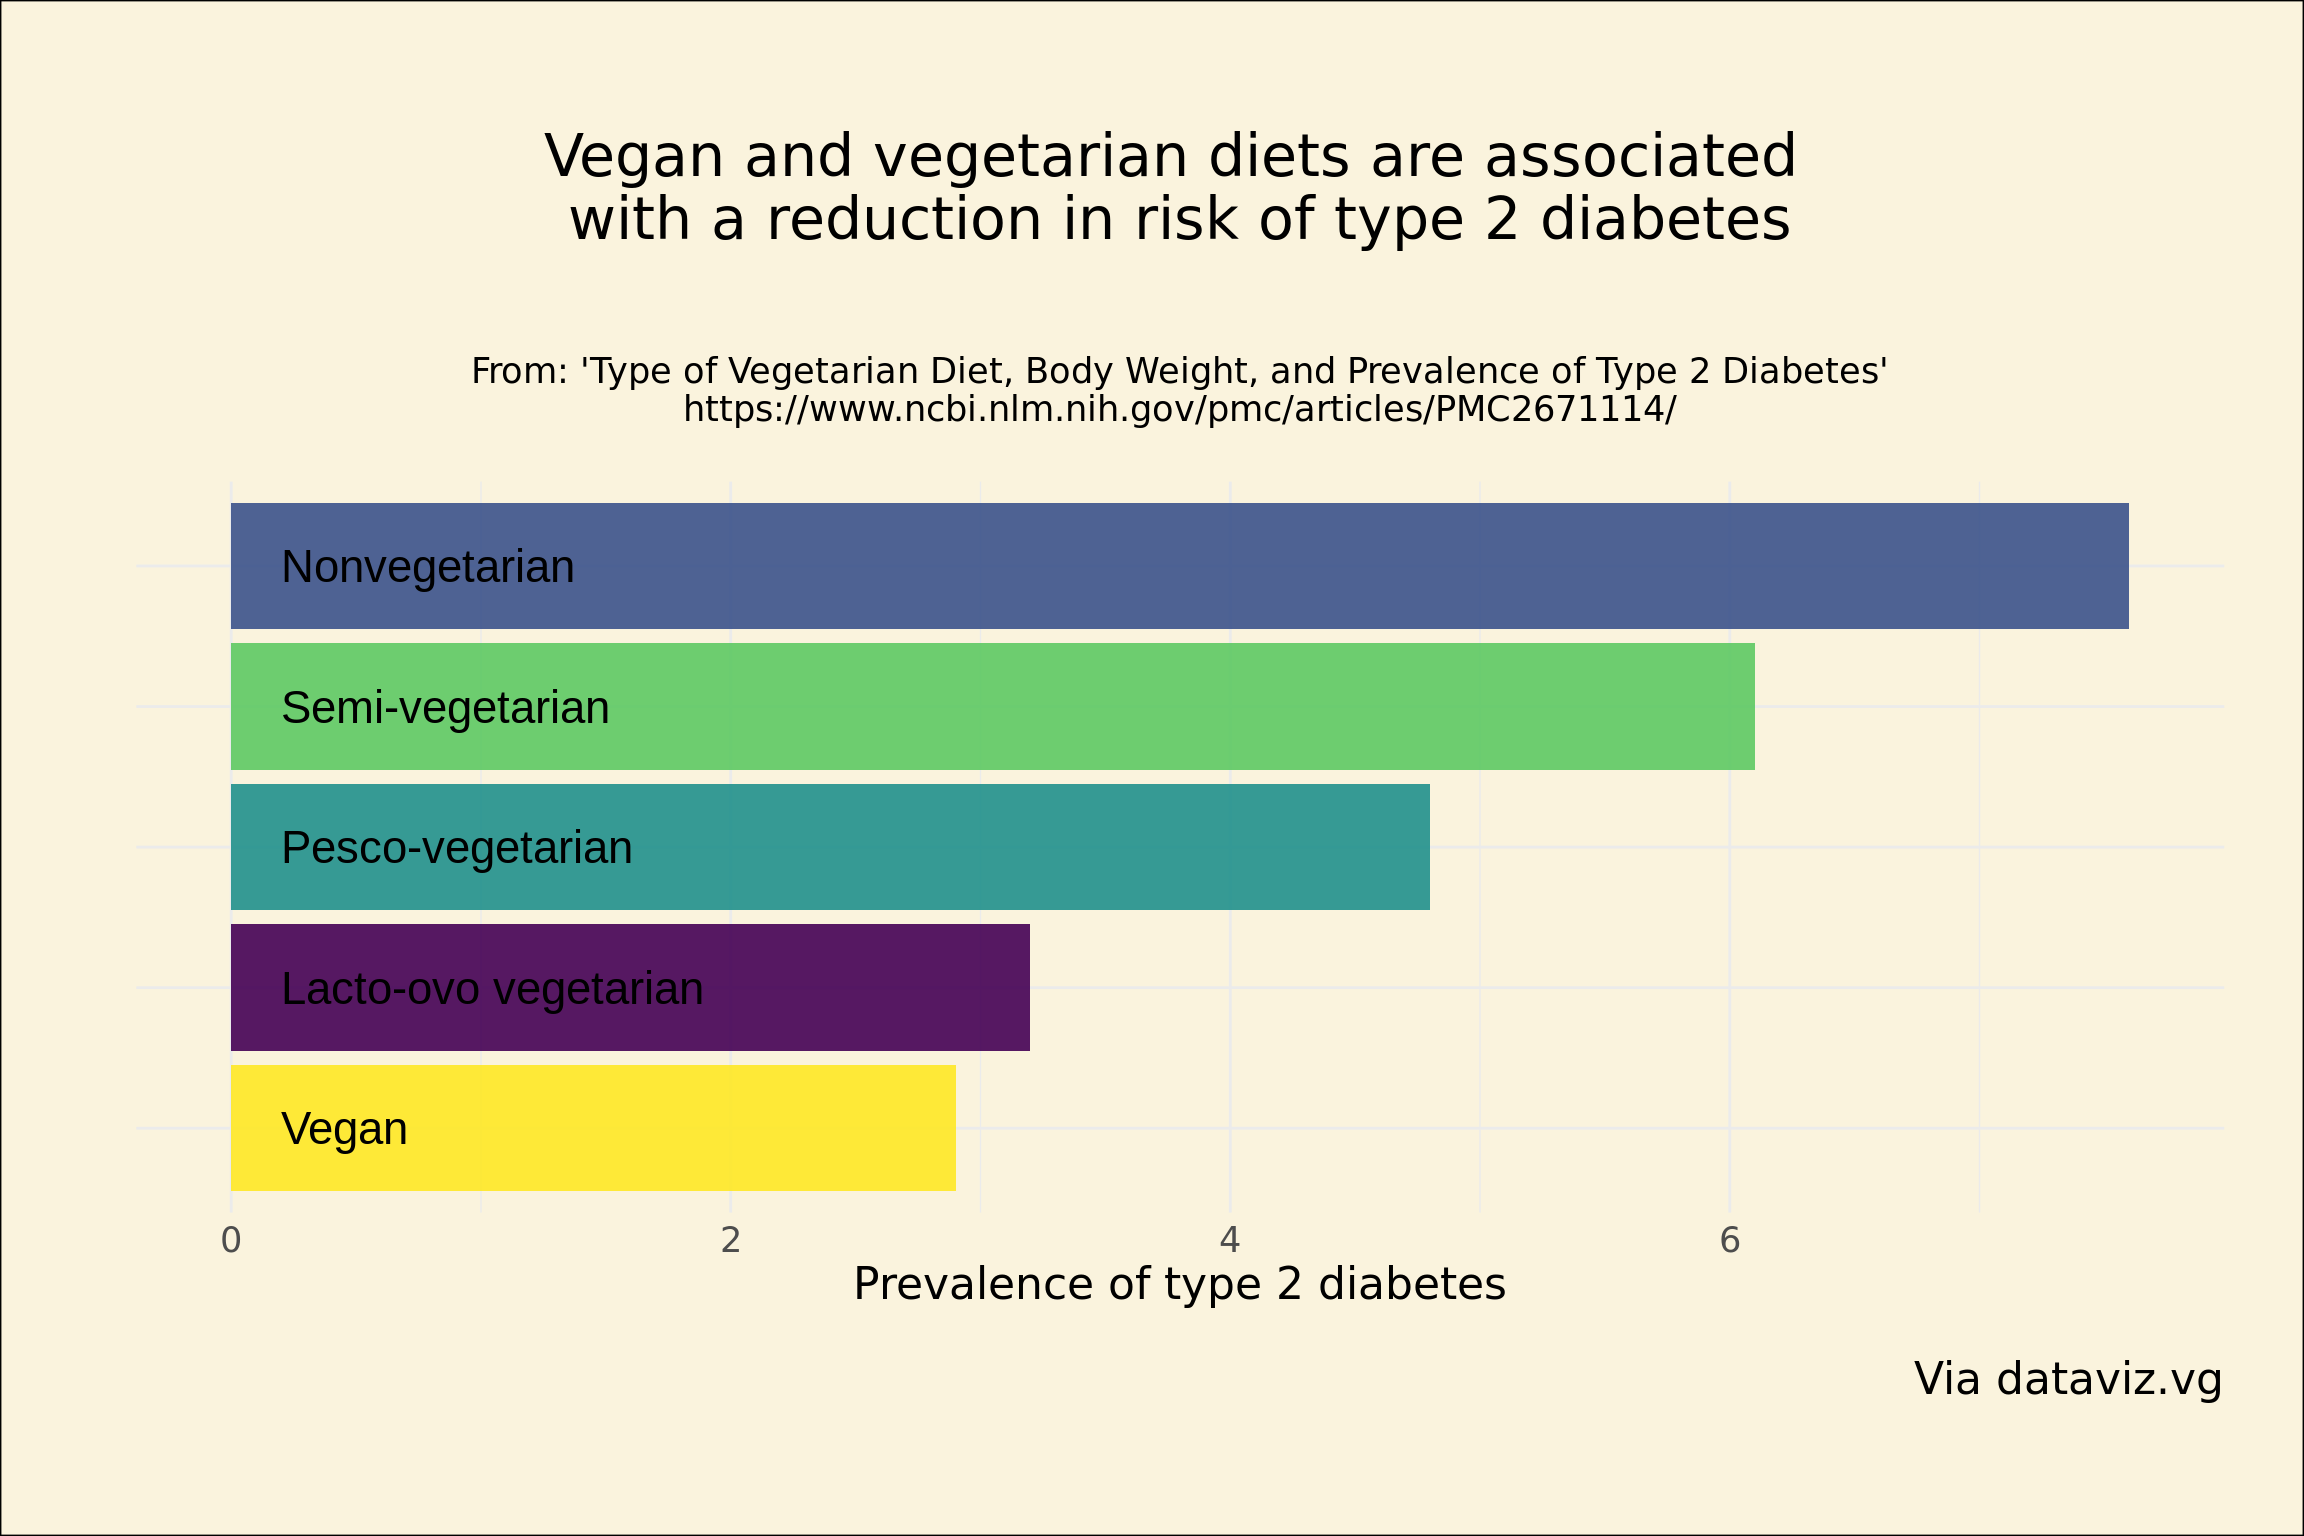 Vegan and vegetarian diets are associated
with a reduction in risk of type 2 diabetes
From: 'Type of Vegetarian Diet, Body Weight, and Prevalence of Type 2 Diabetes'
https://www.ncbi.nlm.nih.gov/pmc/articles/PMC2671114/
Nonvegetarian
Semi-vegetarian
Pesco-vegetarian
Lacto-ovo vegetarian
Vegan
0 2 4 6
Prevalence of type 2 diabetes
Via dataviz.vg